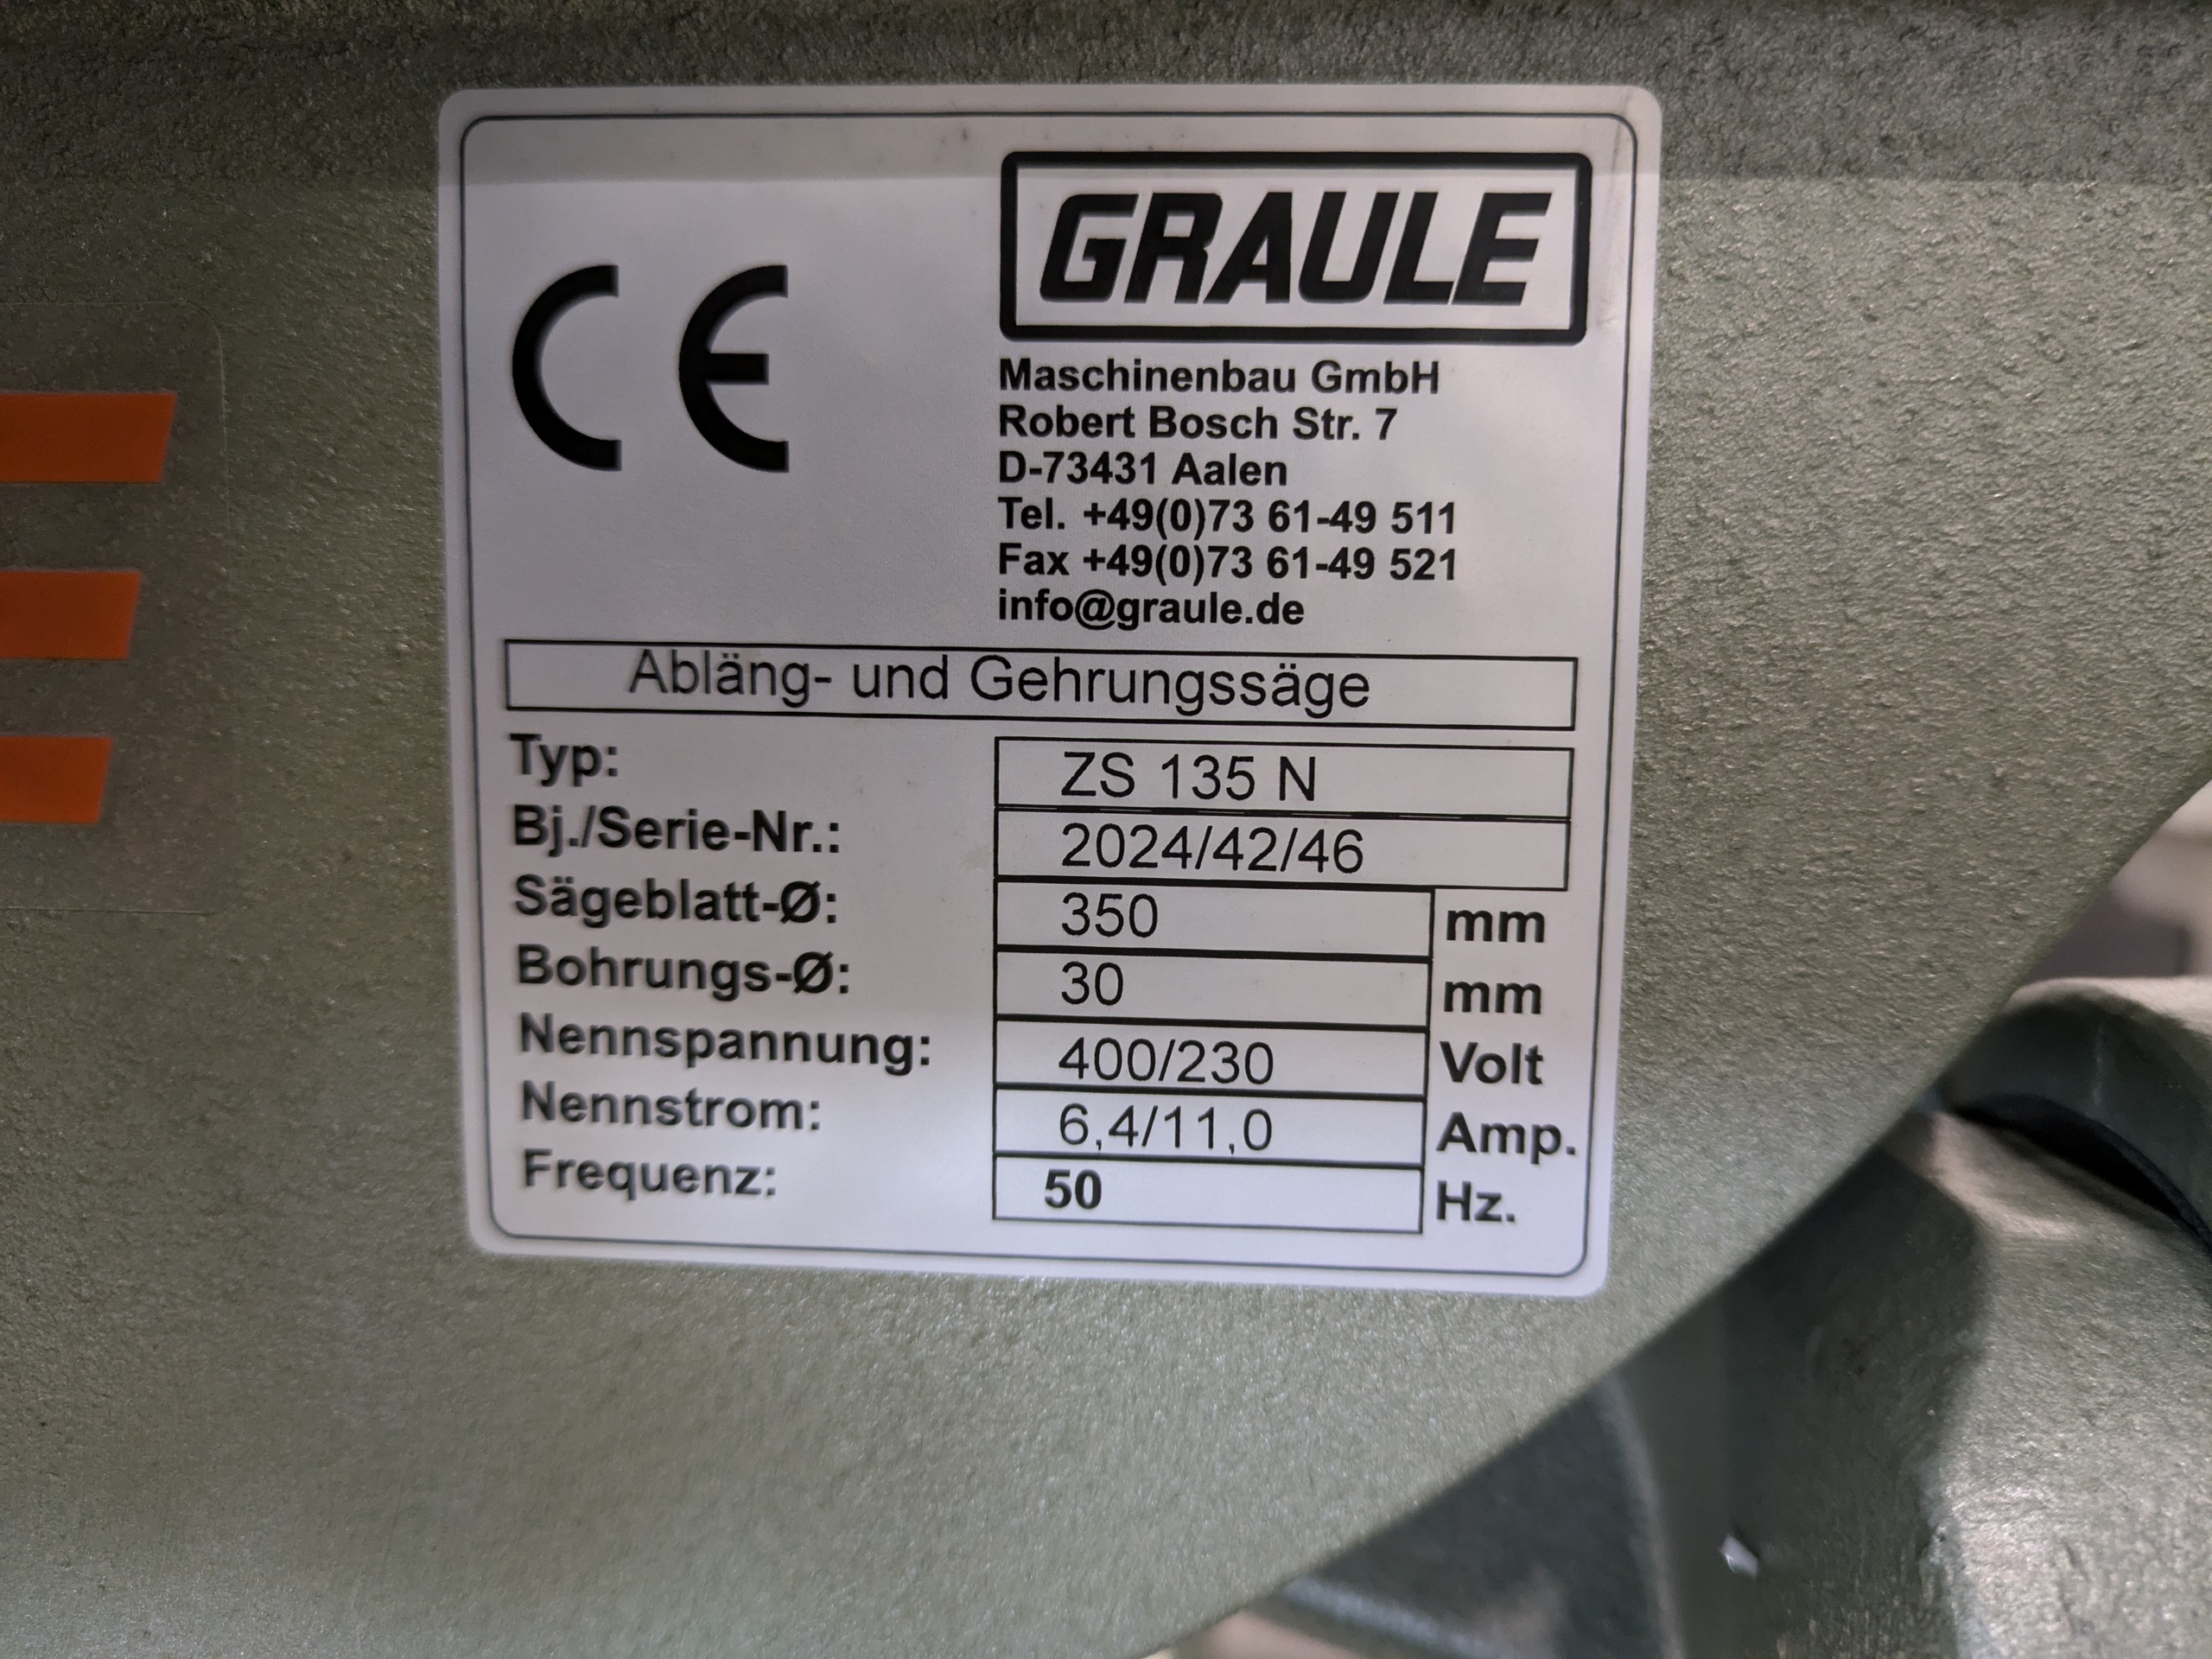 CE
GRAULE
Maschinenbau GmbH
Robert Bosch Str. 7
D-73431 Aalen
Tel. +49(0)73 61-49 511
Fax +49(0)73 61-49 521
info@graule.de
Abläng- und Gehrungssäge
Typ: ZS 135 N
Bj./Serie-Nr.: 2024/42/46
Sägeblatt-Ø: 350 mm
Bohrungs-Ø: 30 mm
Nennspannung: 400/230 Volt
Nennstrom: 6,4/11,0 Amp.
Frequenz: 50 Hz.